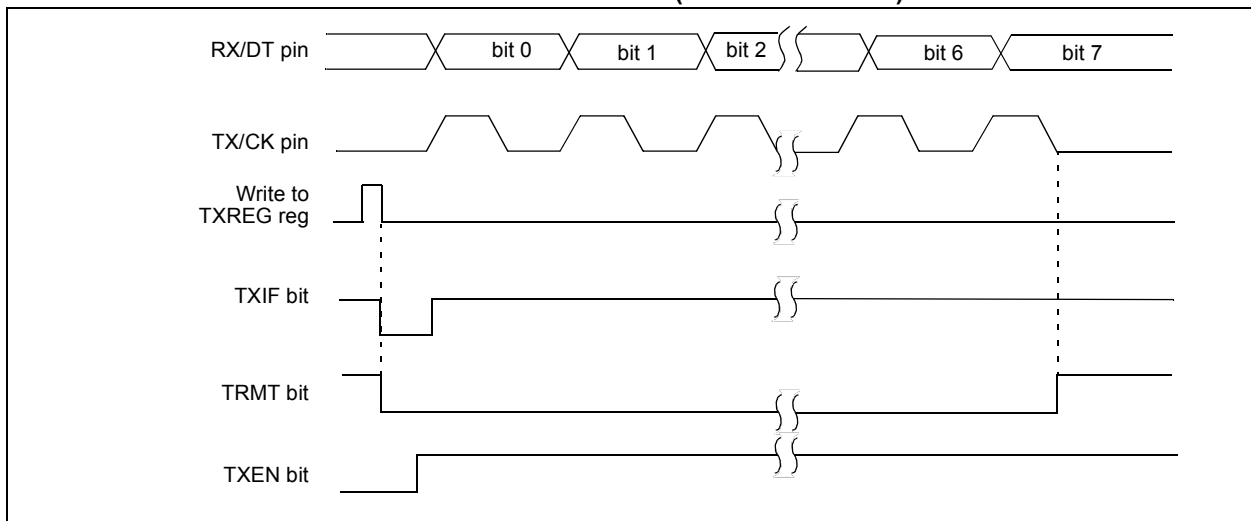 RX/DT pin
bit 0
bit 1
bit 2
bit 6
bit 7
TX/CK pin
Write to
TXREG reg
TXIF bit
TRMT bit
TXEN bit